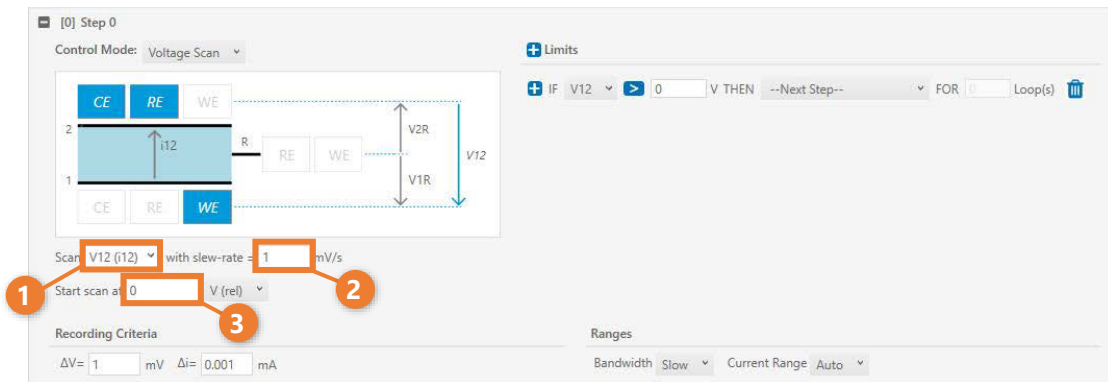 [0] Step 0
Control Mode: Voltage Scan
CE RE WE
2
i12
R
RE WE
1
CE RE WE
V2R
V12
V1R
Scan V12 (i12) with slew-rate = 1 mV/s
1
2
Start scan at 0 V (rel)
3
Recording Criteria
ΔV= 1 mV Δi= 0.001 mA
Limits
IF V12 > 0 V THEN --Next Step-- FOR 0 Loop(s)
Ranges
Bandwidth Slow Current Range Auto